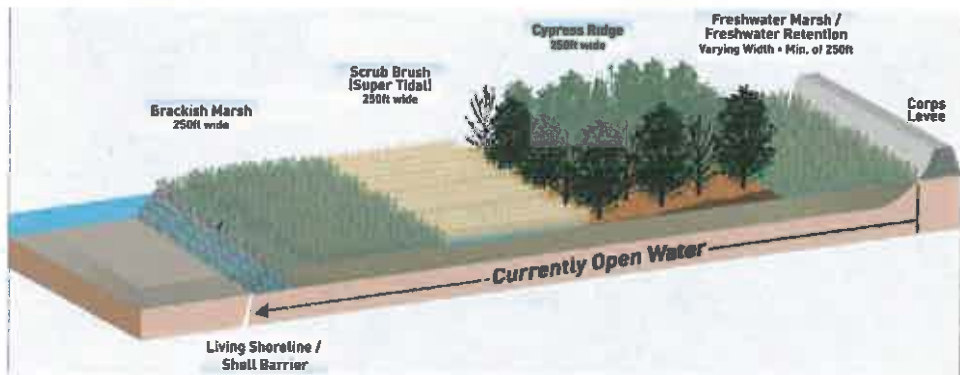 Cypress Ridge
250ft wide
Freshwater Marsh /
Freshwater Retention
Varying Width • Min. of 250ft
Scrub Brush
(Super Tidal)
250ft wide
Brackish Marsh
250ft wide
Corps
Levee
Currently Open Water
Living Shoreline /
Shell Barrier